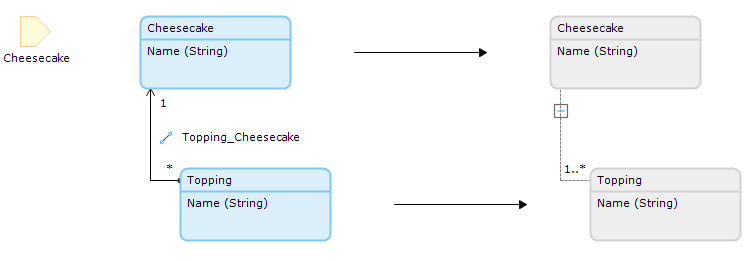 Cheesecake
Cheesecake
Name (String)
1
Topping_Cheesecake
*
Topping
Name (String)
Cheesecake
Name (String)
1..*
Topping
Name (String)